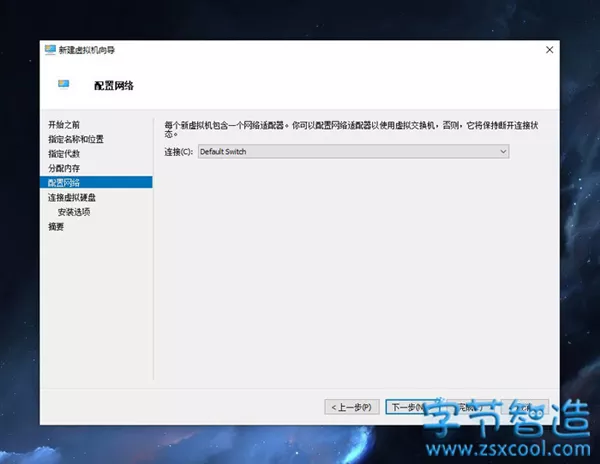 新建虚拟机向导
配置网络
开始之前
指定名称和位置
指定代数
分配内存
配置网络
连接虚拟硬盘
安装选项
摘要
每个新虚拟机包含一个网络适配器。你可以配置网络适配器以使用虚拟交换机，否则，它将保持断开连接状
态。
连接(C): Default Switch
< 上一步(P) 下一步(N)
字节智造
www.zsxcool.com